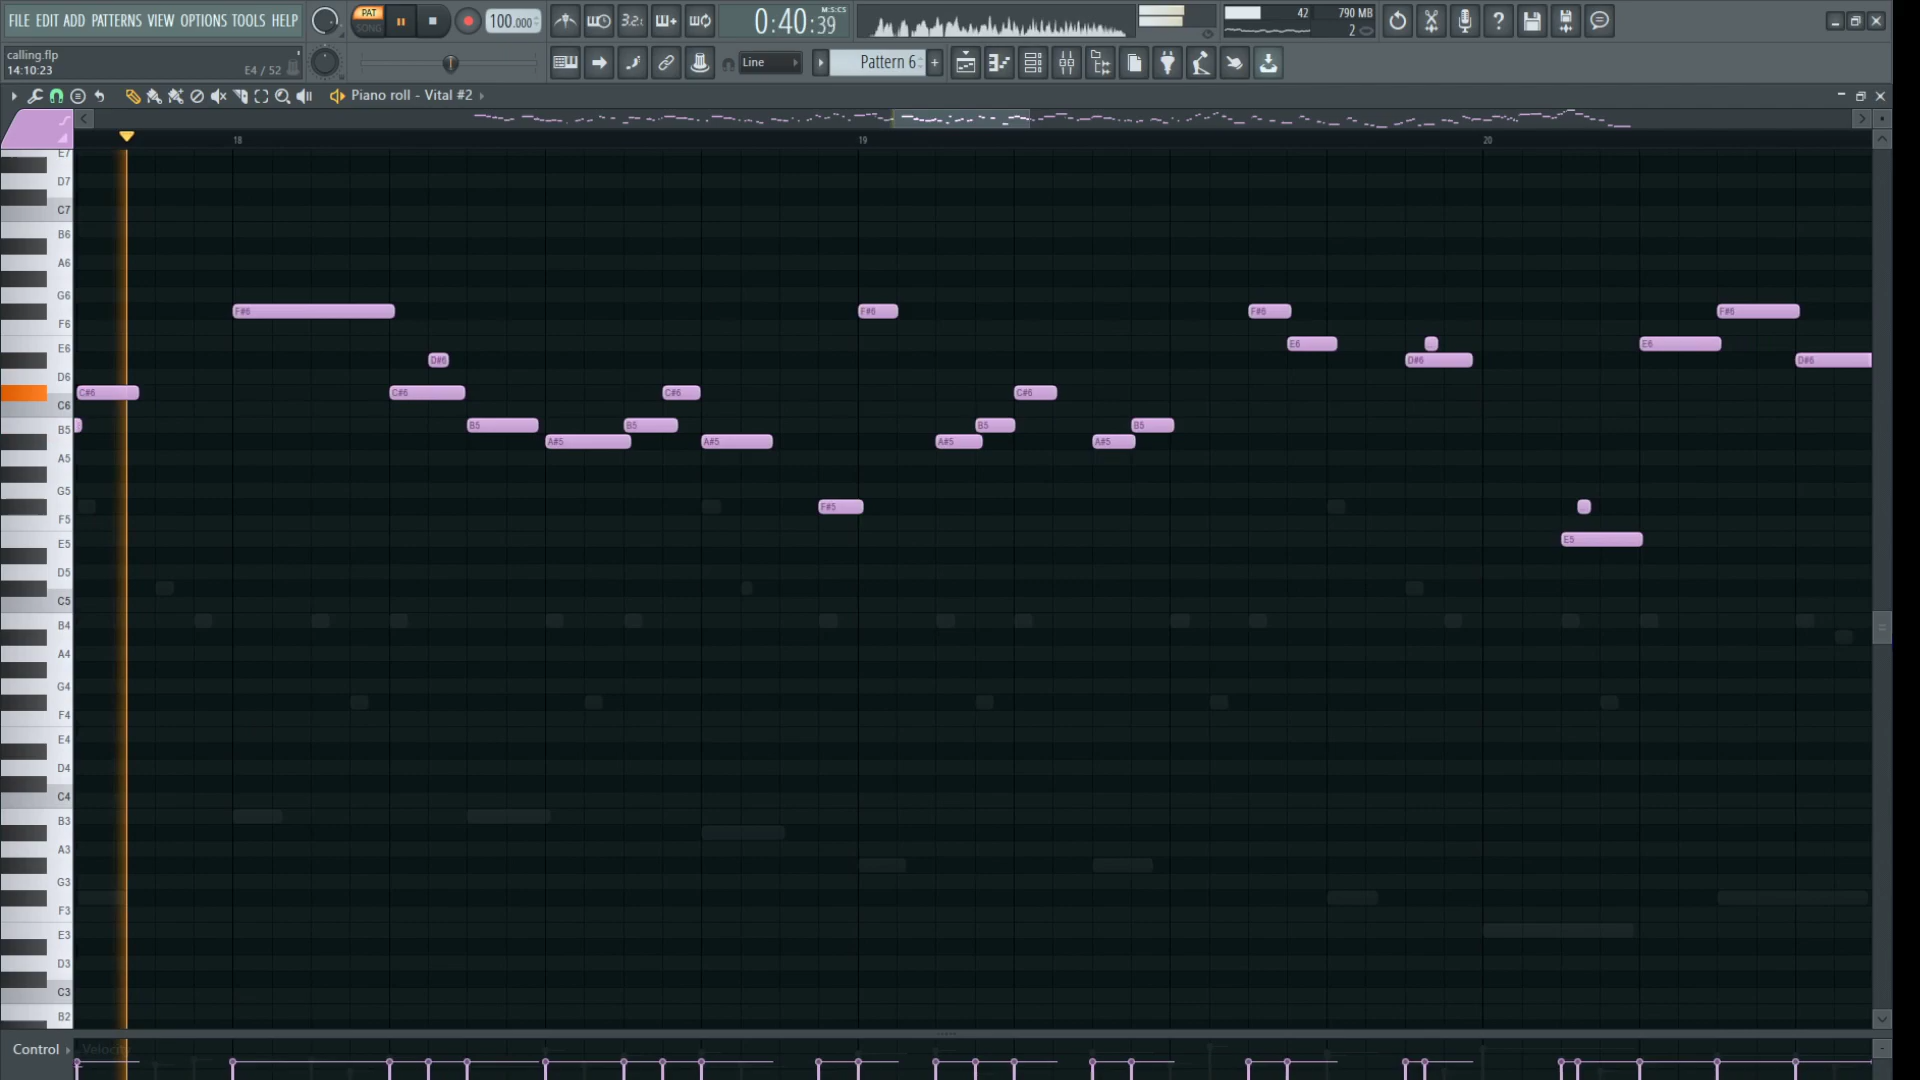 FILE EDIT ADD PATTERNS VIEW OPTIONS TOOLS HELP
PAT
SONG
100.000
3.2.
0:40:39
M:S:CS
42
790 MB
2
calling.flp
14:10:23
E4 / 52
Line
Pattern 6
Piano roll - Vital #2
18
19
20
E7
D7
C7
B6
A6
G6
F6
E6
D6
C6
B5
A5
G5
F5
E5
D5
C5
B4
A4
G4
F4
E4
D4
C4
B3
A3
G3
F3
E3
D3
C3
B2
F#6
F#6
F#6
F#6
E6
E6
D#6
D#6
D#6
C#6
C#6
C#6
C#6
B5
B5
B5
B5
A#5
A#5
A#5
A#5
F#5
E5
Control
Velocity